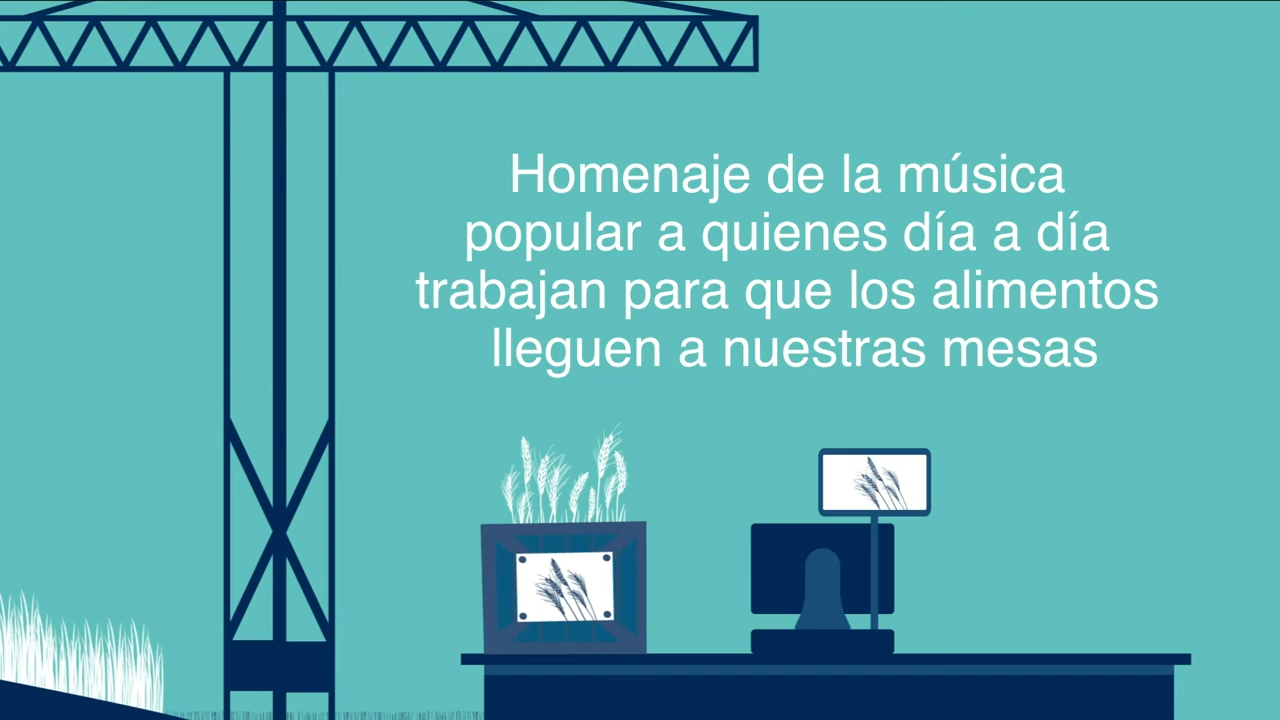 Homenaje de la música
popular a quienes día a día
trabajan para que los alimentos
lleguen a nuestras mesas